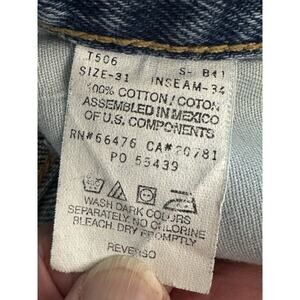 T506 S- B41
SIZE-31 INSEAM-34
100% COTTON/COTON
ASSEMBLED IN MEXICO
OF U.S. COMPONENTS
RN#66476 CA#20781
PO 55439
WASH DARK COLORS
SEPARATELY. NO CHLORINE
BLEACH. DRY PROMPTLY
REVERSO